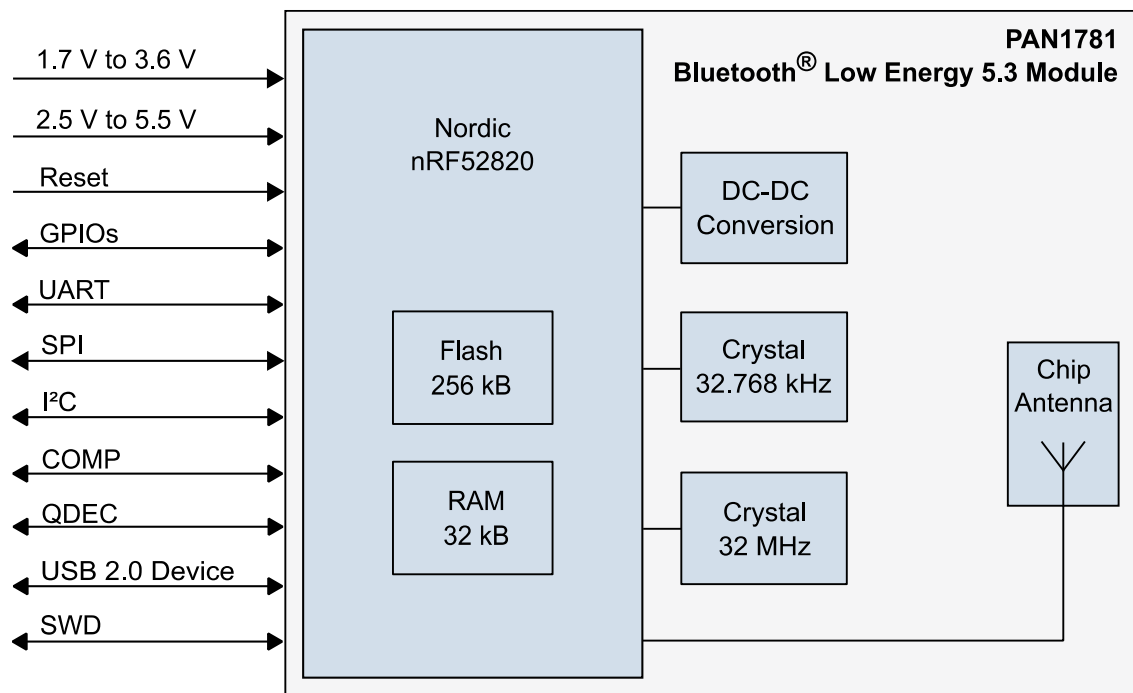 PAN1781
Bluetooth® Low Energy 5.3 Module
1.7 V to 3.6 V
2.5 V to 5.5 V
Reset
GPIOs
UART
SPI
I²C
COMP
QDEC
USB 2.0 Device
SWD
Nordic
nRF52820
Flash
256 kB
RAM
32 kB
DC-DC
Conversion
Crystal
32.768 kHz
Crystal
32 MHz
Chip
Antenna